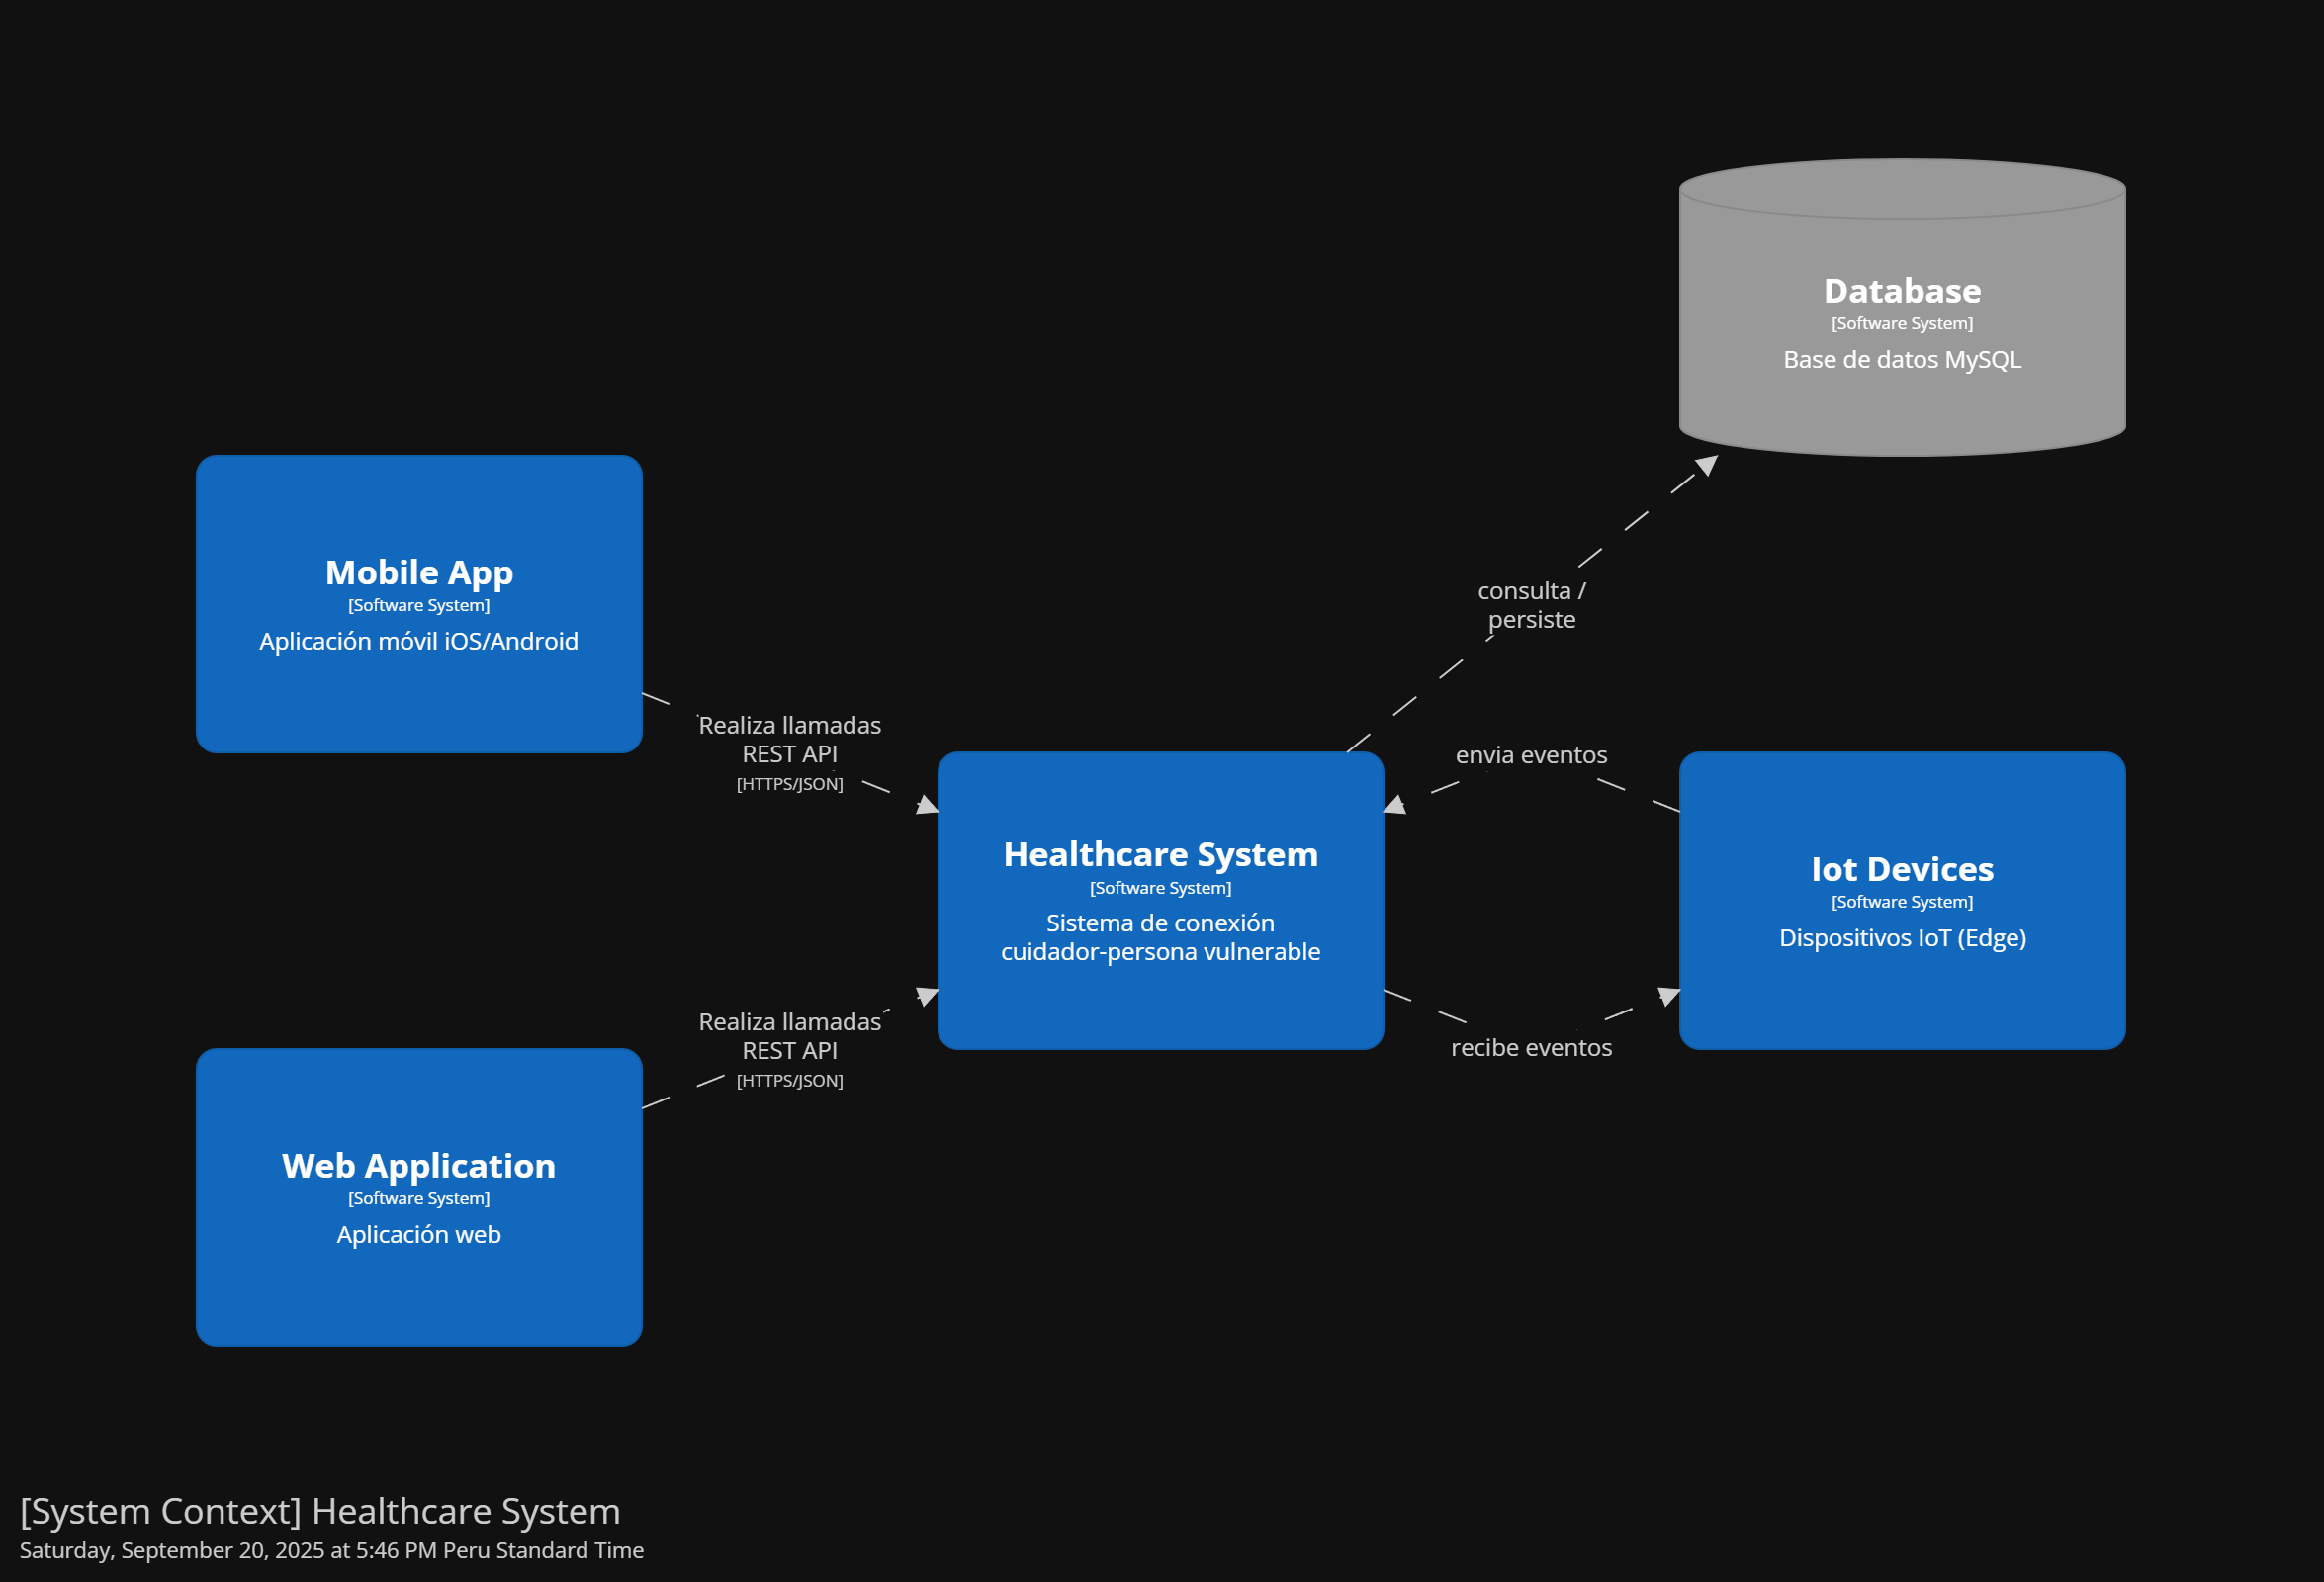 Database
[Software System]
Base de datos MySQL
Mobile App
[Software System]
Aplicación móvil iOS/Android
consulta /
persiste
Realiza llamadas
REST API
[HTTPS/JSON]
envia eventos
Healthcare System
[Software System]
Sistema de conexión
cuidador-persona vulnerable
Iot Devices
[Software System]
Dispositivos IoT (Edge)
Realiza llamadas
REST API
[HTTPS/JSON]
recibe eventos
Web Application
[Software System]
Aplicación web
[System Context] Healthcare System
Saturday, September 20, 2025 at 5:46 PM Peru Standard Time